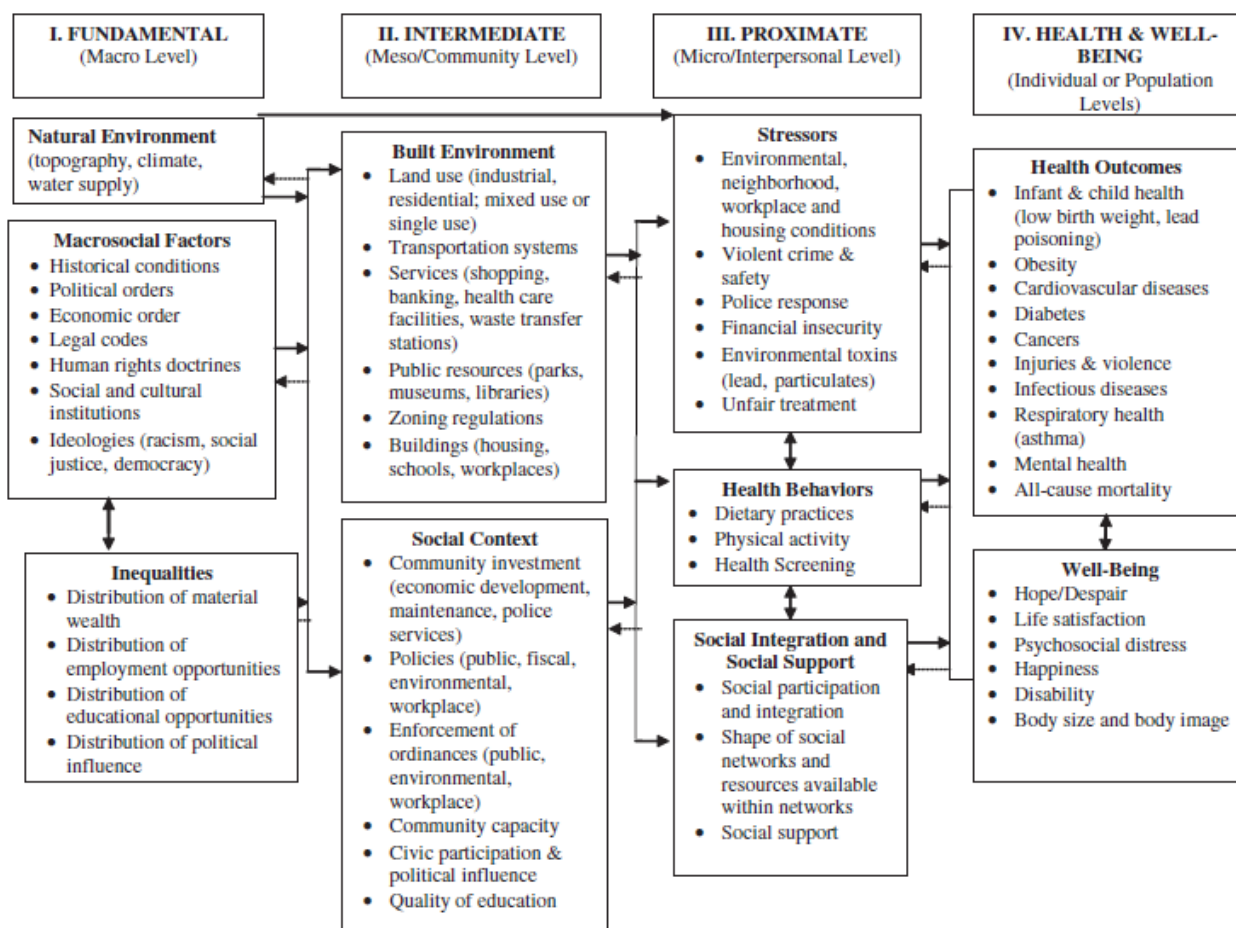 I. FUNDAMENTAL
(Macro Level)
II. INTERMEDIATE
(Meso/Community Level)
III. PROXIMATE
(Micro/Interpersonal Level)
IV. HEALTH & WELL-
BEING
(Individual or Population
Levels)
Natural Environment
(topography, climate,
water supply)
Macrosocial Factors
• Historical conditions
• Political orders
• Economic order
• Legal codes
• Human rights doctrines
• Social and cultural
institutions
• Ideologies (racism, social
justice, democracy)
Inequalities
• Distribution of material
wealth
• Distribution of
employment opportunities
• Distribution of
educational opportunities
• Distribution of political
influence
Built Environment
• Land use (industrial,
residential; mixed use or
single use)
• Transportation systems
• Services (shopping,
banking, health care
facilities, waste transfer
stations)
• Public resources (parks,
museums, libraries)
• Zoning regulations
• Buildings (housing,
schools, workplaces)
Social Context
• Community investment
(economic development,
maintenance, police
services)
• Policies (public, fiscal,
environmental,
workplace)
• Enforcement of
ordinances (public,
environmental,
workplace)
• Community capacity
• Civic participation &
political influence
• Quality of education
Stressors
• Environmental,
neighborhood,
workplace and
housing conditions
• Violent crime &
safety
• Police response
• Financial insecurity
• Environmental toxins
(lead, particulates)
• Unfair treatment
Health Behaviors
• Dietary practices
• Physical activity
• Health Screening
Social Integration and
Social Support
• Social participation
and integration
• Shape of social
networks and
resources available
within networks
• Social support
Health Outcomes
• Infant & child health
(low birth weight, lead
poisoning)
• Obesity
• Cardiovascular diseases
• Diabetes
• Cancers
• Injuries & violence
• Infectious diseases
• Respiratory health
(asthma)
• Mental health
• All-cause mortality
Well-Being
• Hope/Despair
• Life satisfaction
• Psychosocial distress
• Happiness
• Disability
• Body size and body image